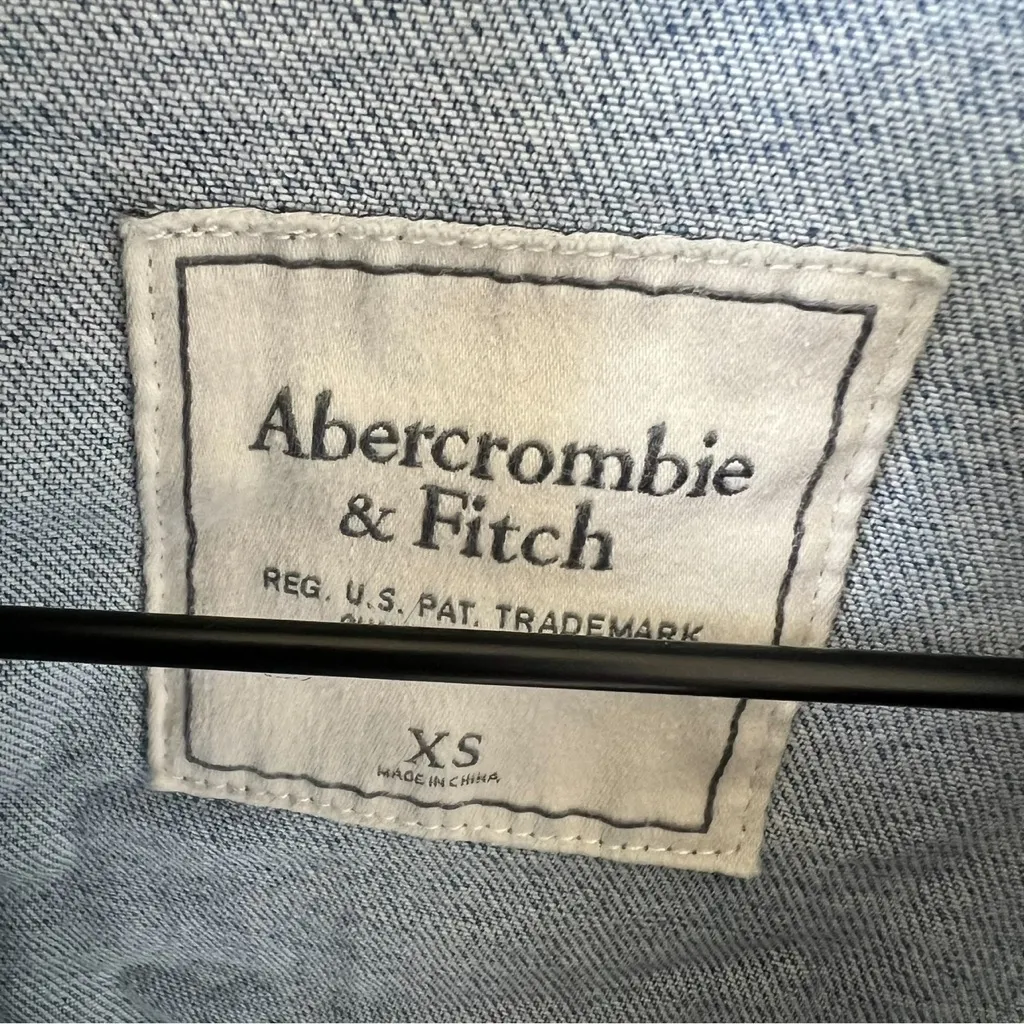 Abercrombie
& Fitch
REG. U.S. PAT. TRADEMARK
XS
MADE IN CHINA